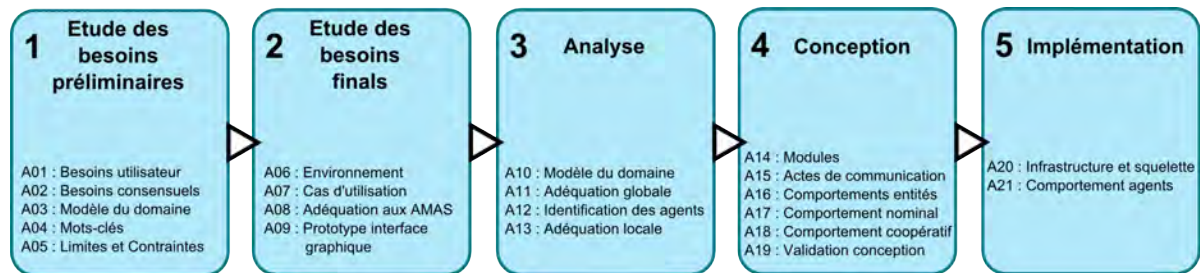 1
Etude des
besoins
préliminaires
A01 : Besoins utilisateur
A02 : Besoins consensuels
A03 : Modèle du domaine
A04 : Mots-clés
A05 : Limites et Contraintes
2
Etude des
besoins
finals
A06 : Environnement
A07 : Cas d'utilisation
A08 : Adéquation aux AMAS
A09 : Prototype interface
graphique
3
Analyse
A10 : Modèle du domaine
A11 : Adéquation globale
A12 : Identification des agents
A13 : Adéquation locale
4
Conception
A14 : Modules
A15 : Actes de communication
A16 : Comportements entités
A17 : Comportement nominal
A18 : Comportement coopératif
A19 : Validation conception
5
Implémentation
A20 : Infrastructure et squelette
A21 : Comportement agents